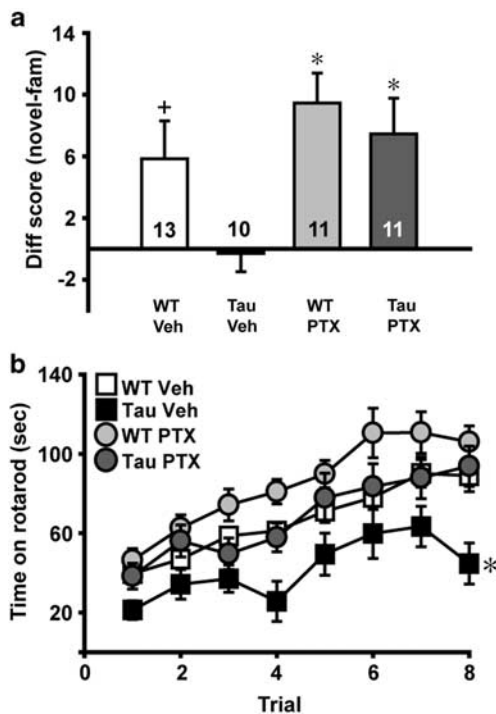 a
Diff score (novel-fam)
14
10
6
2
-2
+
*
*
13
10
11
11
WT Veh
Tau Veh
WT PTX
Tau PTX
b
Time on rotarod (sec)
140
100
60
20
WT Veh
Tau Veh
WT PTX
Tau PTX
*
0
2
4
6
8
Trial